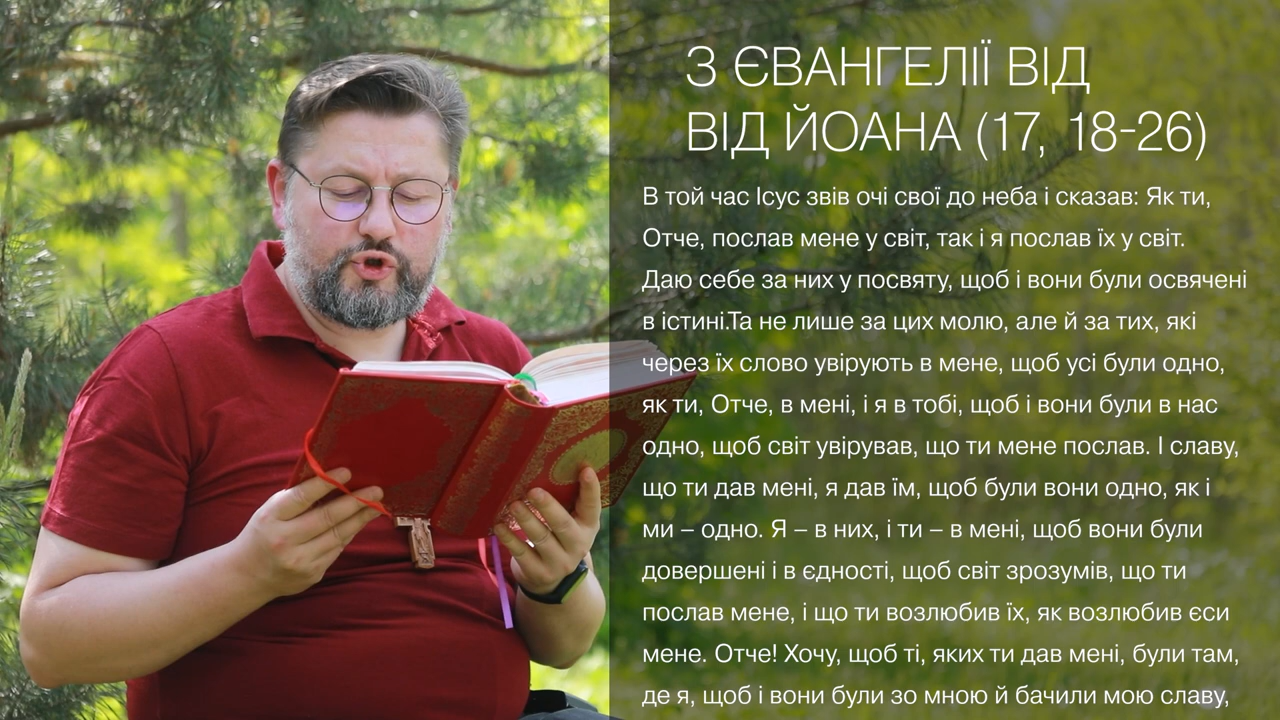 З ЄВАНГЕЛІЇ ВІД
ВІД ЙОАНА (17, 18-26)
В той час Ісус звів очі свої до неба і сказав: Як ти,
Отче, послав мене у світ, так і я послав їх у світ.
Даю себе за них у посвяту, щоб і вони були освячені
в істині.Та не лише за цих молю, але й за тих, які
через їх слово увірують в мене, щоб усі були одно,
як ти, Отче, в мені, і я в тобі, щоб і вони були в нас
одно, щоб світ увірував, що ти мене послав. І славу,
що ти дав мені, я дав їм, щоб були вони одно, як і
ми – одно. Я – в них, і ти – в мені, щоб вони були
довершені і в єдності, щоб світ зрозумів, що ти
послав мене, і що ти возлюбив їх, як возлюбив єси
мене. Отче! Хочу, щоб ті, яких ти дав мені, були там,
де я, щоб і вони були зо мною й бачили мою славу,